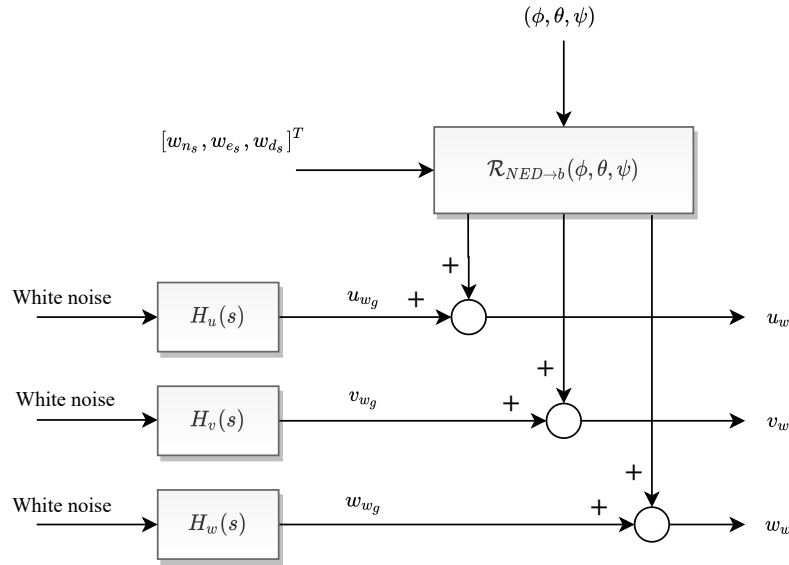 (ϕ, θ, ψ)
[w_{n_s}, w_{e_s}, w_{d_s}]^T
𝓡_{NED→b}(ϕ, θ, ψ)
+
White noise
H_u(s)
u_{w_g}
+
u_w
+
White noise
H_v(s)
v_{w_g}
+
v_w
+
White noise
H_w(s)
w_{w_g}
+
w_w